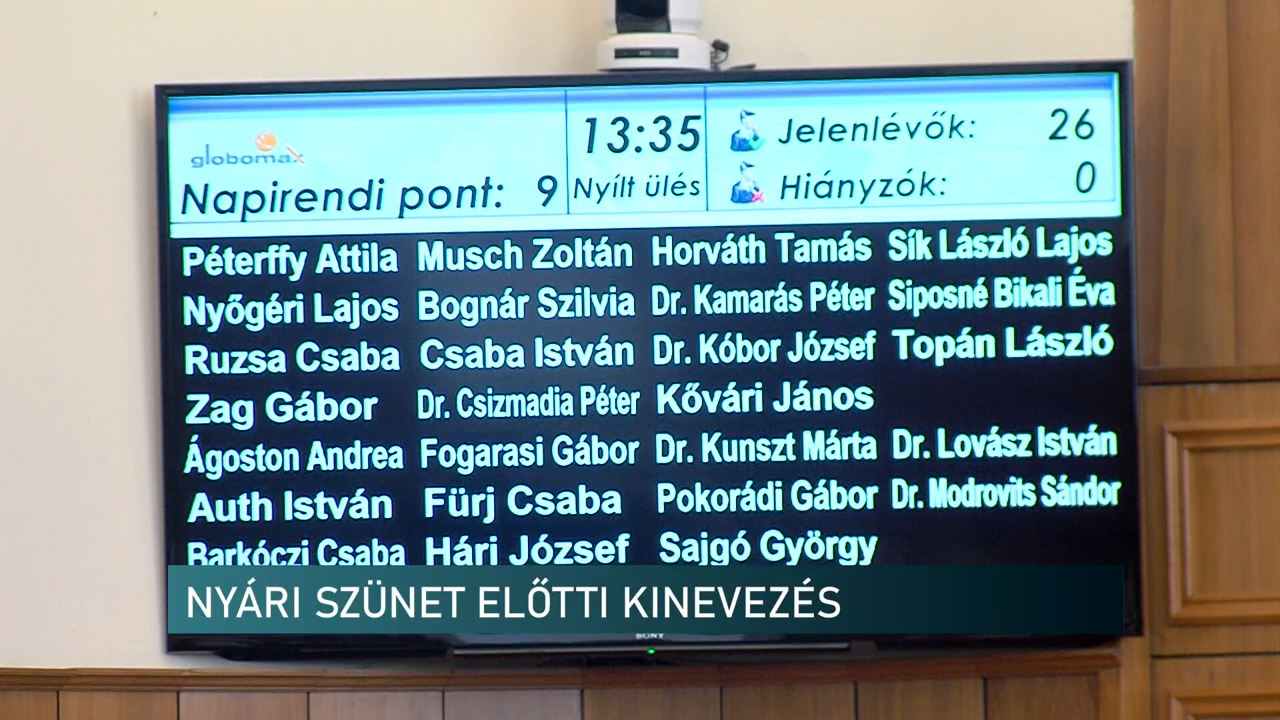 globomax
Napirendi pont: 9
13:35
Nyílt ülés
Jelenlévők: 26
Hiányzók: 0
Péterffy Attila Musch Zoltán Horváth Tamás Sík László Lajos
Nyőgéri Lajos Bognár Szilvia Dr. Kamarás Péter Siposné Bikali Éva
Ruzsa Csaba Csaba István Dr. Kóbor József Topán László
Zag Gábor Dr. Csizmadia Péter Kővári János
Ágoston Andrea Fogarasi Gábor Dr. Kunszt Márta Dr. Lovász István
Auth István Fürj Csaba Pokorádi Gábor Dr. Modrovits Sándor
Barkóczi Csaba Hári József Sajgó György
NYÁRI SZÜNET ELŐTTI KINEVEZÉS
SONY